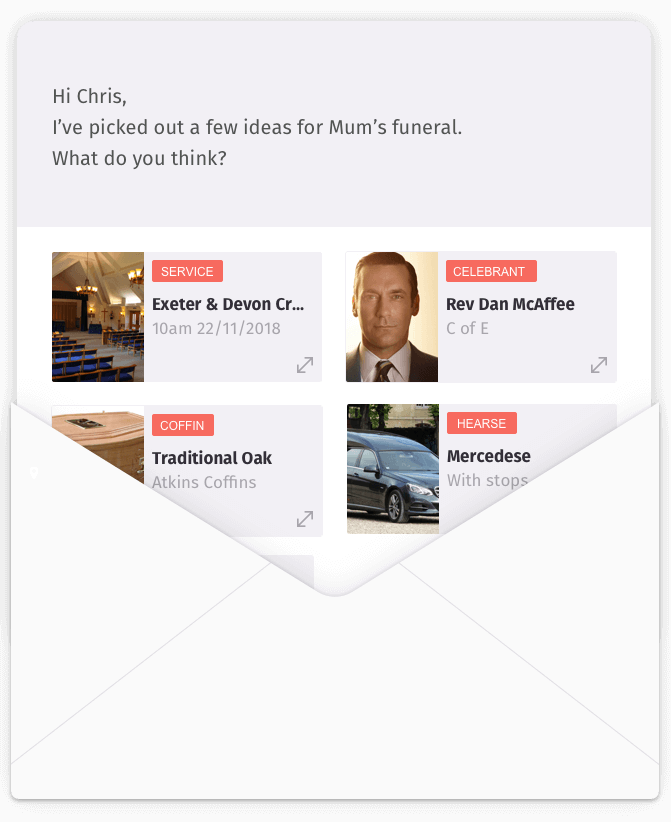 Hi Chris,
I’ve picked out a few ideas for Mum’s funeral.
What do you think?
SERVICE
Exeter & Devon Cr...
10am 22/11/2018
CELEBRANT
Rev Dan McAffee
C of E
COFFIN
Traditional Oak
Atkins Coffins
HEARSE
Mercedese
With stops